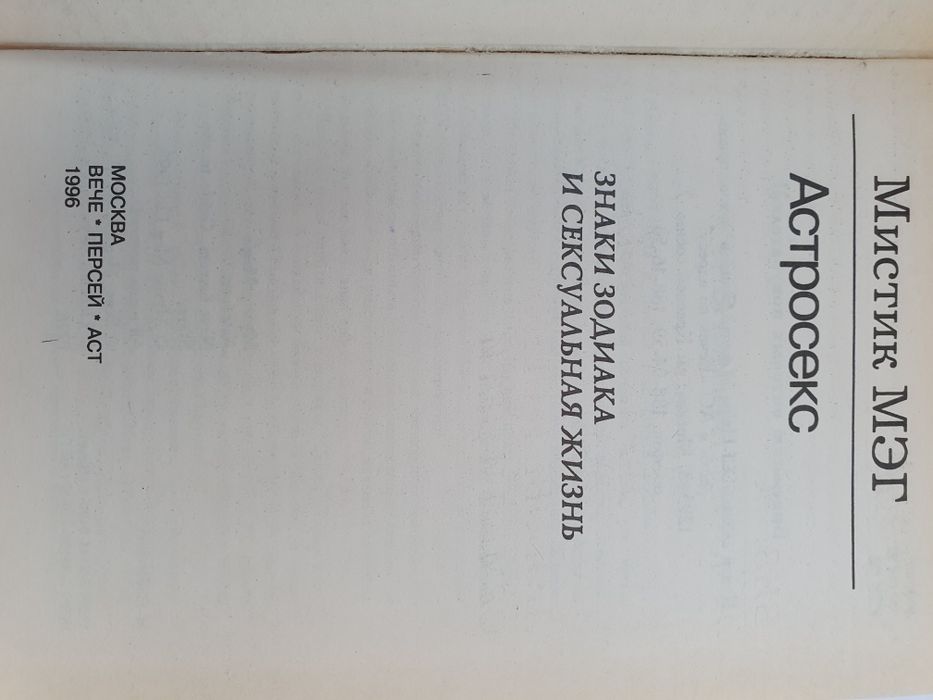 Мистик МЭГ
Астросекс
ЗНАКИ ЗОДИАКА
И СЕКСУАЛЬНАЯ ЖИЗНЬ
МОСКВА
ВЕЧЕ * ПЕРСЕЙ * АСТ
1996